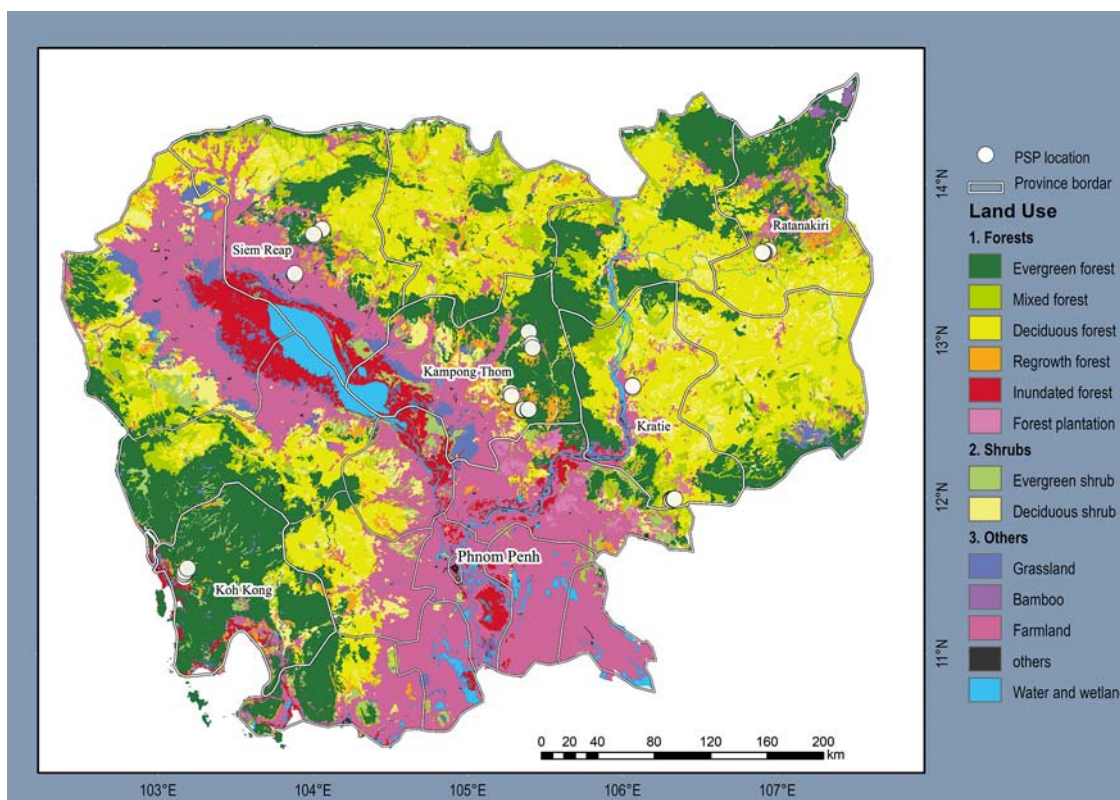 Siem Reap
Ratanakiri
Kampong Thom
Kratie
Phnom Penh
Koh Kong
0 20 40 80 120 160 200
km
103°E 104°E 105°E 106°E 107°E
14°N
13°N
12°N
11°N
PSP location
Province bordar
Land Use
1. Forests
Evergreen forest
Mixed forest
Deciduous forest
Regrowth forest
Inundated forest
Forest plantation
2. Shrubs
Evergreen shrub
Deciduous shrub
3. Others
Grassland
Bamboo
Farmland
others
Water and wetland